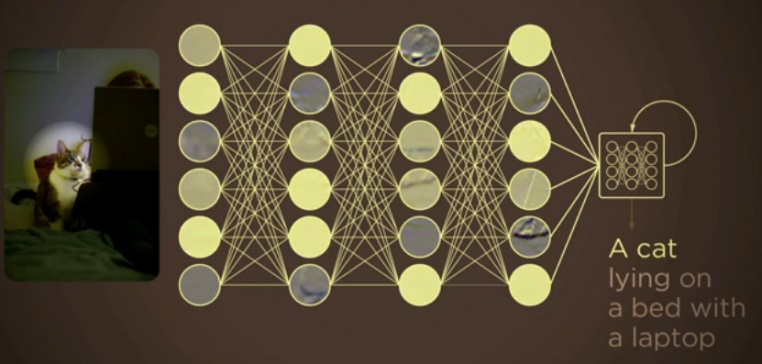 A cat
lying on
a bed with
a laptop